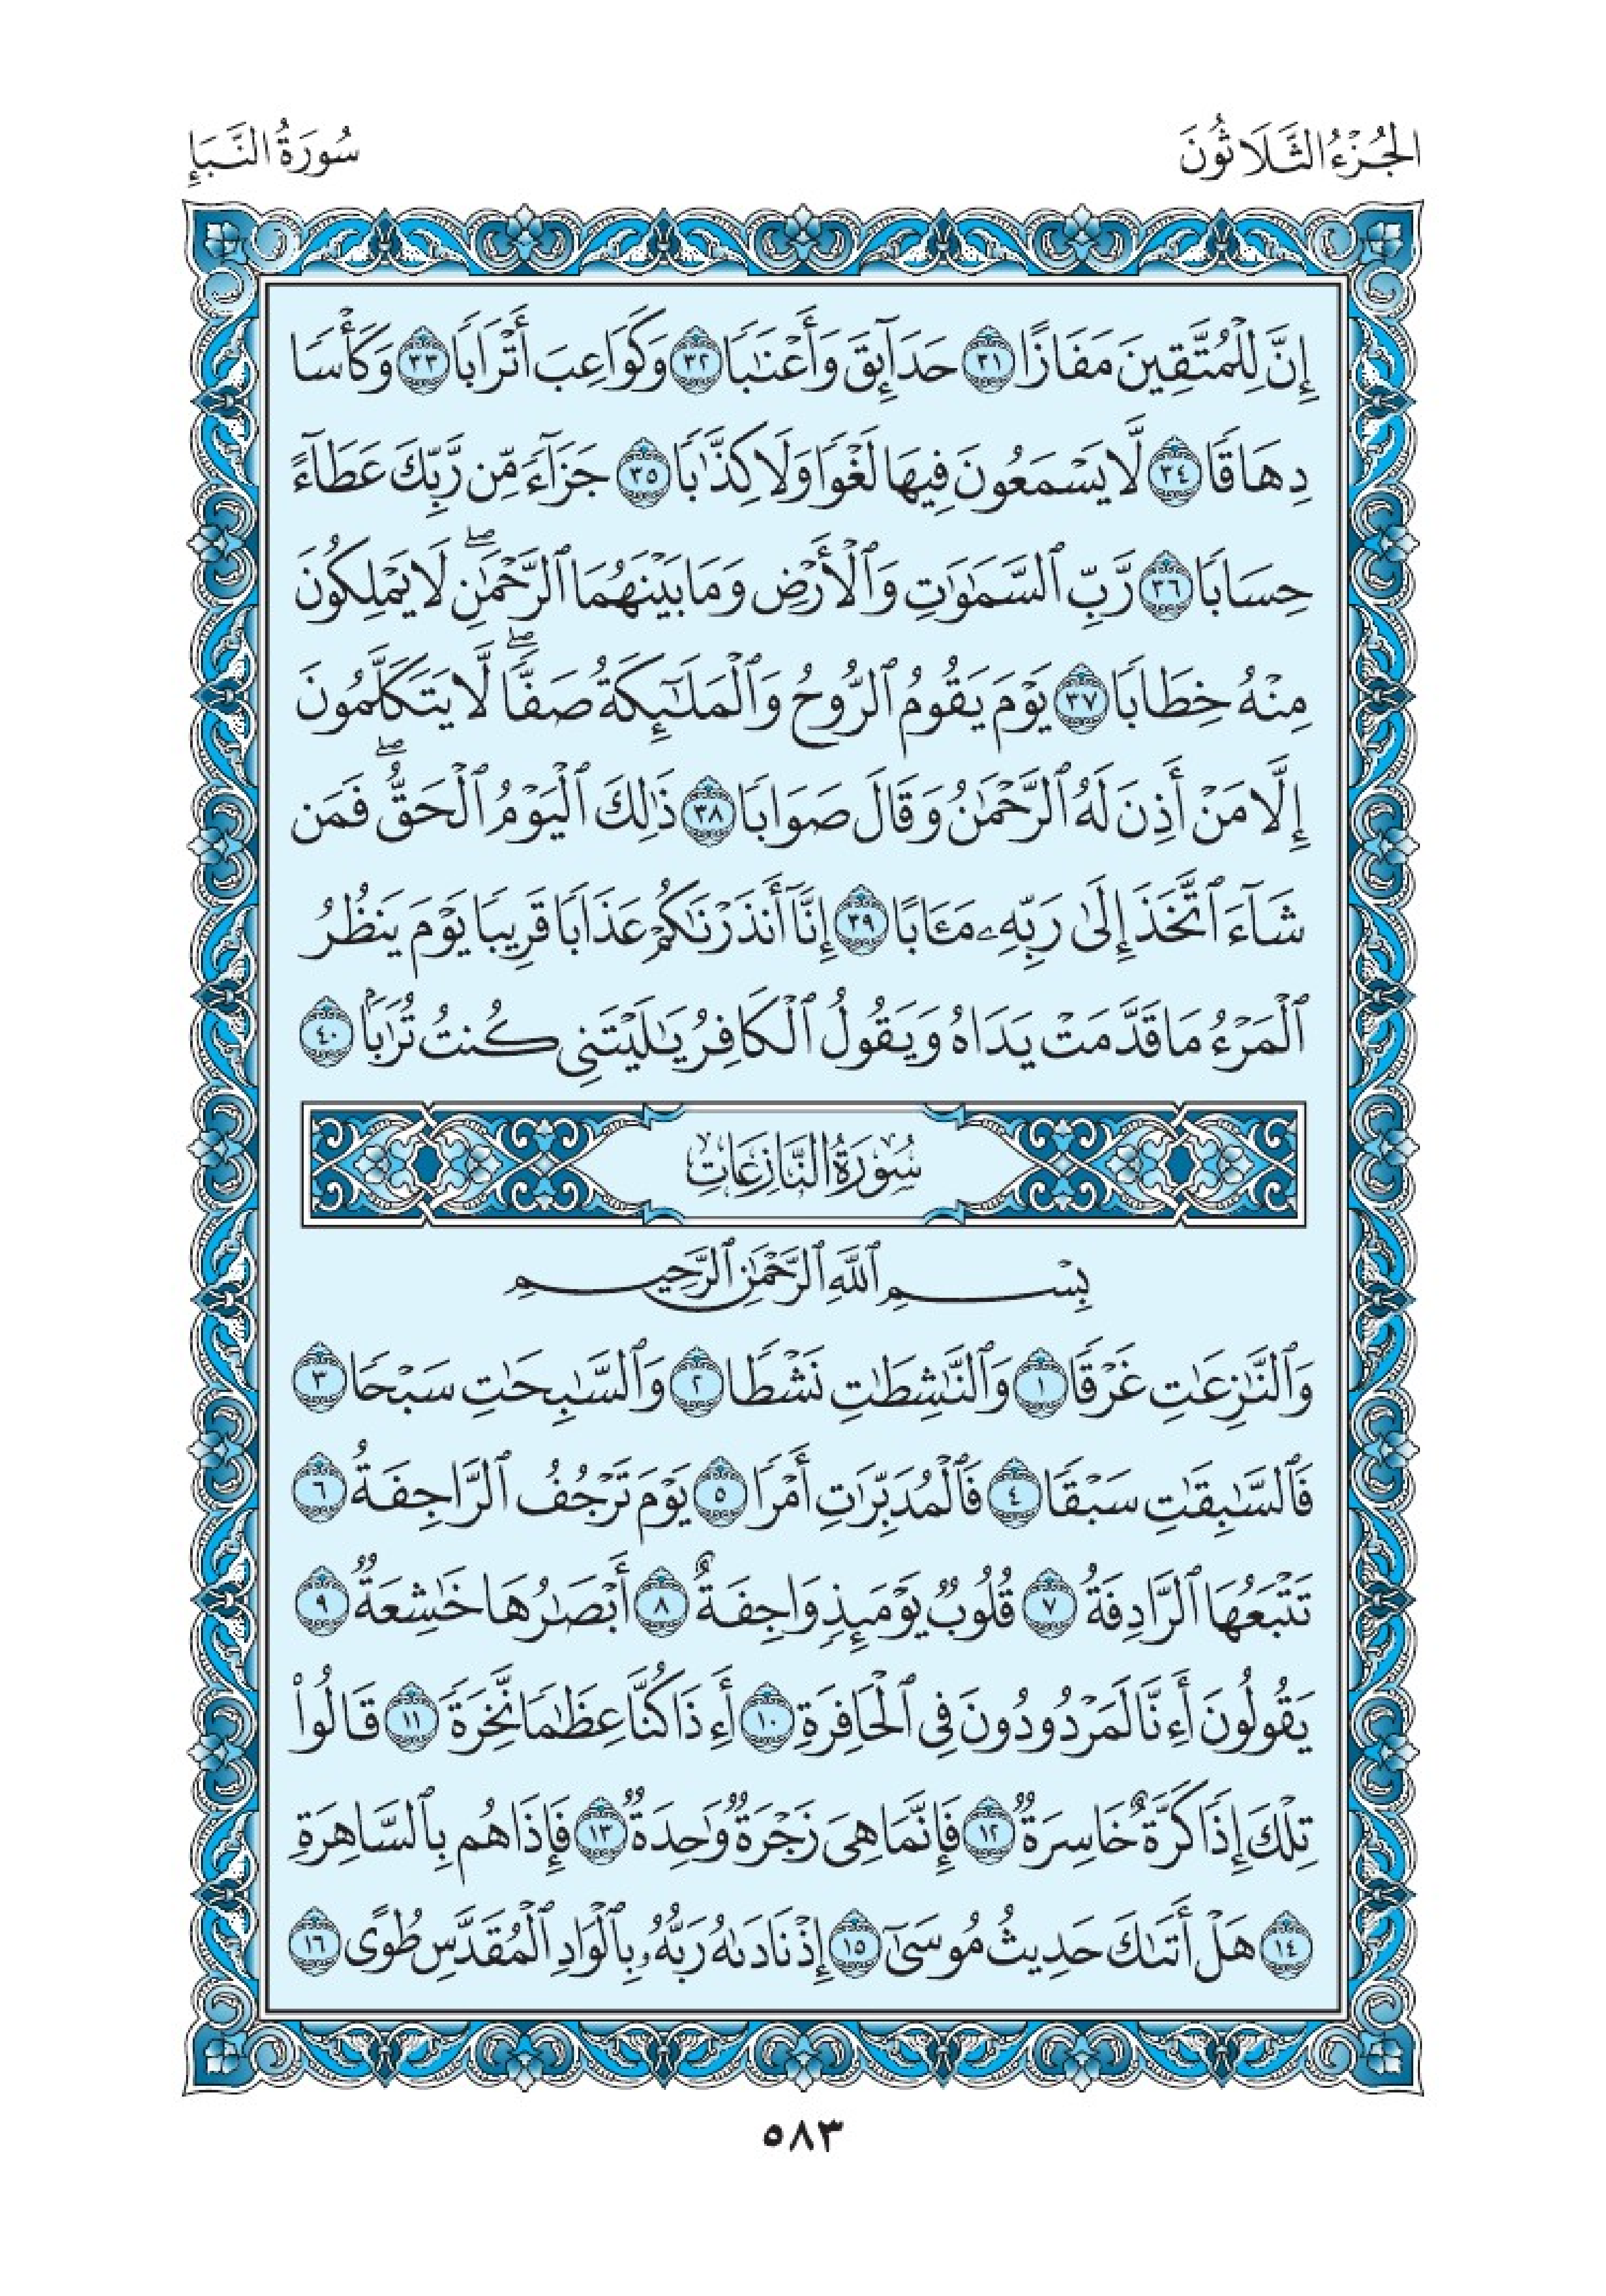 الجُزْءُ الثَّلَاثُونَ
سُورَةُ النَّبَإِ
إِنَّ لِلْمُتَّقِينَ مَفَازًا ٣١ حَدَآئِقَ وَأَعْنَٰبًا ٣٢ وَكَوَاعِبَ أَتْرَابًا ٣٣ وَكَأْسًا
دِهَاقًا ٣٤ لَّا يَسْمَعُونَ فِيهَا لَغْوًا وَلَا كِذَّٰبًا ٣٥ جَزَآءً مِّن رَّبِّكَ عَطَآءً
حِسَابًا ٣٦ رَّبِّ ٱلسَّمَٰوَٰتِ وَٱلْأَرْضِ وَمَا بَيْنَهُمَا ٱلرَّحْمَٰنِۖ لَا يَمْلِكُونَ
مِنْهُ خِطَابًا ٣٧ يَوْمَ يَقُومُ ٱلرُّوحُ وَٱلْمَلَٰٓئِكَةُ صَفًّاۖ لَّا يَتَكَلَّمُونَ
إِلَّا مَنْ أَذِنَ لَهُ ٱلرَّحْمَٰنُ وَقَالَ صَوَابًا ٣٨ ذَٰلِكَ ٱلْيَوْمُ ٱلْحَقُّۖ فَمَن
شَآءَ ٱتَّخَذَ إِلَىٰ رَبِّهِۦ مَـَٔابًا ٣٩ إِنَّآ أَنذَرْنَٰكُمْ عَذَابًا قَرِيبًا يَوْمَ يَنظُرُ
ٱلْمَرْءُ مَا قَدَّمَتْ يَدَاهُ وَيَقُولُ ٱلْكَافِرُ يَٰلَيْتَنِى كُنتُ تُرَٰبًۢا ٤٠
سُورَةُ النَّازِعَاتِ
بِسْمِ ٱللَّهِ ٱلرَّحْمَٰنِ ٱلرَّحِيمِ
وَٱلنَّٰزِعَٰتِ غَرْقًا ١ وَٱلنَّٰشِطَٰتِ نَشْطًا ٢ وَٱلسَّٰبِحَٰتِ سَبْحًا ٣
فَٱلسَّٰبِقَٰتِ سَبْقًا ٤ فَٱلْمُدَبِّرَٰتِ أَمْرًا ٥ يَوْمَ تَرْجُفُ ٱلرَّاجِفَةُ ٦
تَتْبَعُهَا ٱلرَّادِفَةُ ٧ قُلُوبٌ يَوْمَئِذٍ وَاجِفَةٌ ٨ أَبْصَٰرُهَا خَٰشِعَةٌ ٩
يَقُولُونَ أَءِنَّا لَمَرْدُودُونَ فِى ٱلْحَافِرَةِ ١٠ أَءِذَا كُنَّا عِظَٰمًا نَّخِرَةً ١١ قَالُوا۟
تِلْكَ إِذًا كَرَّةٌ خَاسِرَةٌ ١٢ فَإِنَّمَا هِىَ زَجْرَةٌ وَٰحِدَةٌ ١٣ فَإِذَا هُم بِٱلسَّاهِرَةِ
١٤ هَلْ أَتَىٰكَ حَدِيثُ مُوسَىٰٓ ١٥ إِذْ نَادَىٰهُ رَبُّهُۥ بِٱلْوَادِ ٱلْمُقَدَّسِ طُوًى ١٦
٥٨٣